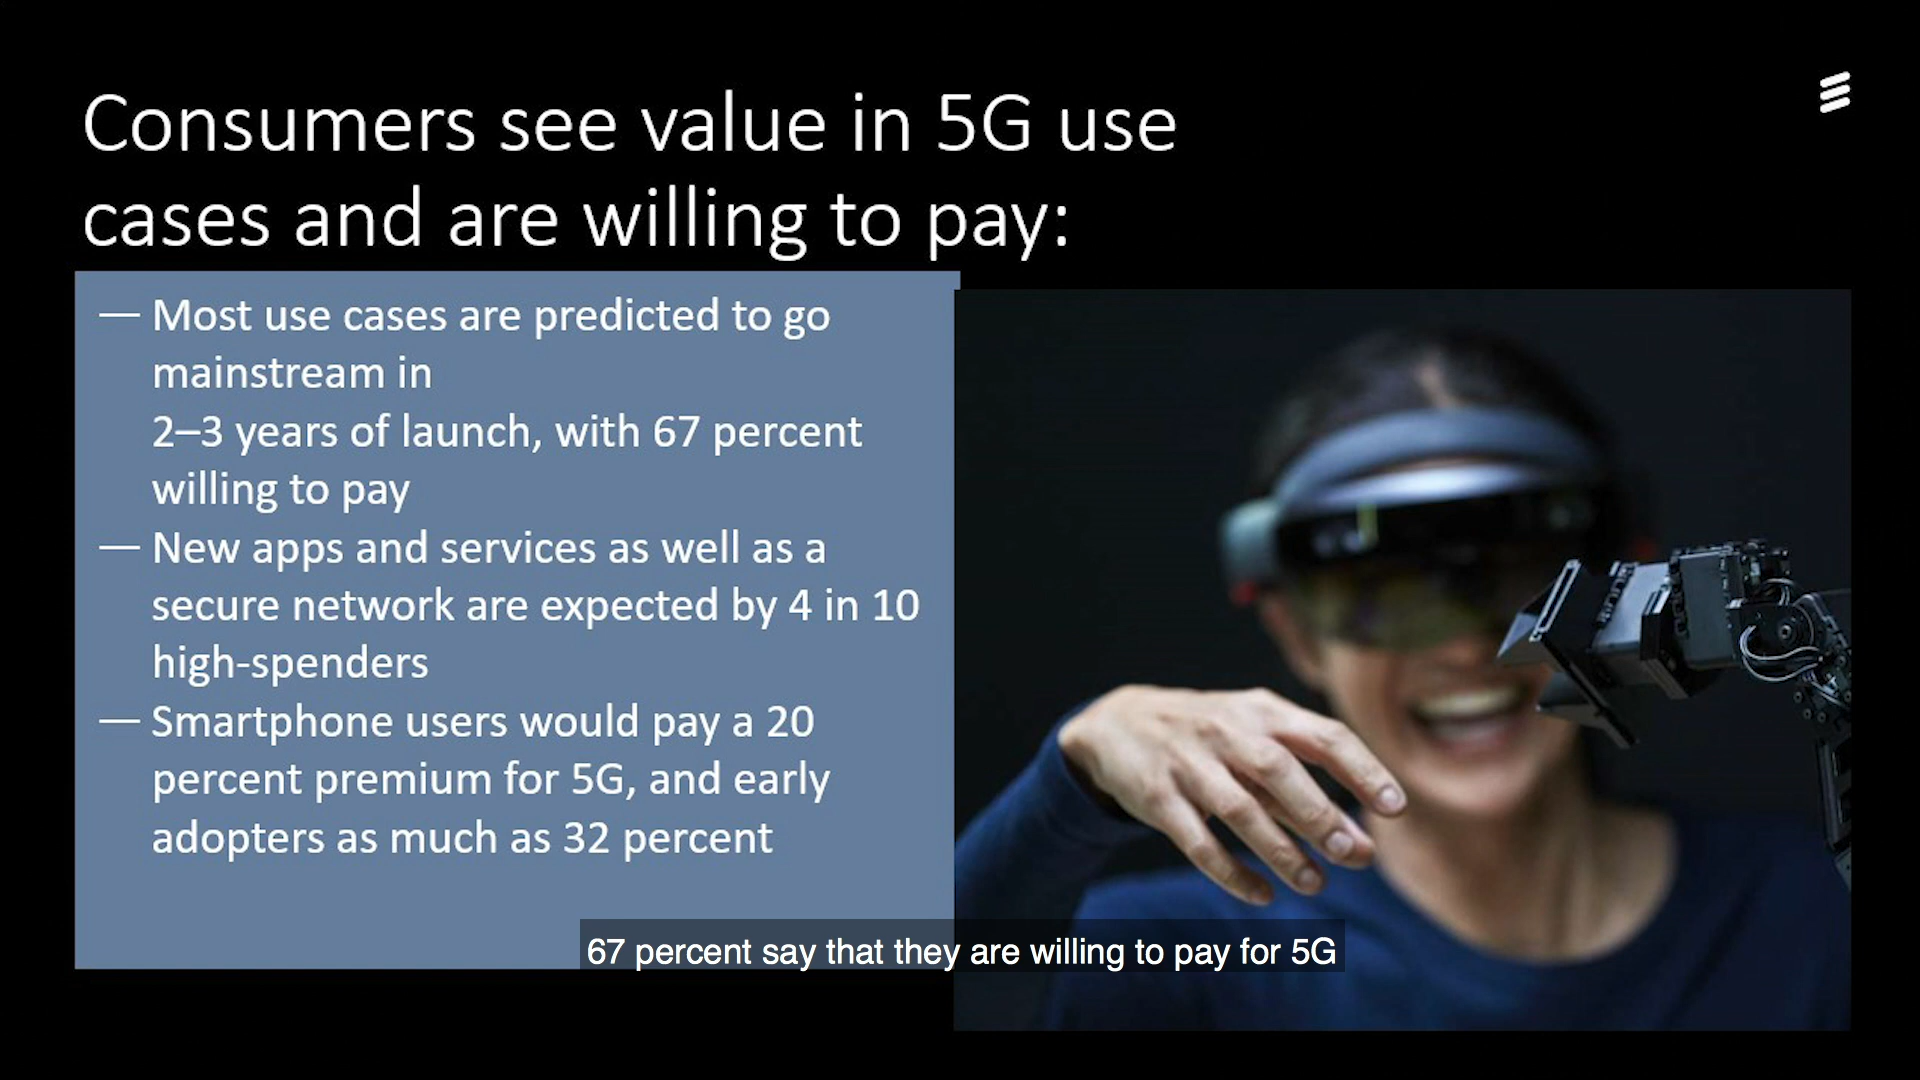 Consumers see value in 5G use
cases and are willing to pay:
— Most use cases are predicted to go
mainstream in
2–3 years of launch, with 67 percent
willing to pay
— New apps and services as well as a
secure network are expected by 4 in 10
high-spenders
— Smartphone users would pay a 20
percent premium for 5G, and early
adopters as much as 32 percent
67 percent say that they are willing to pay for 5G